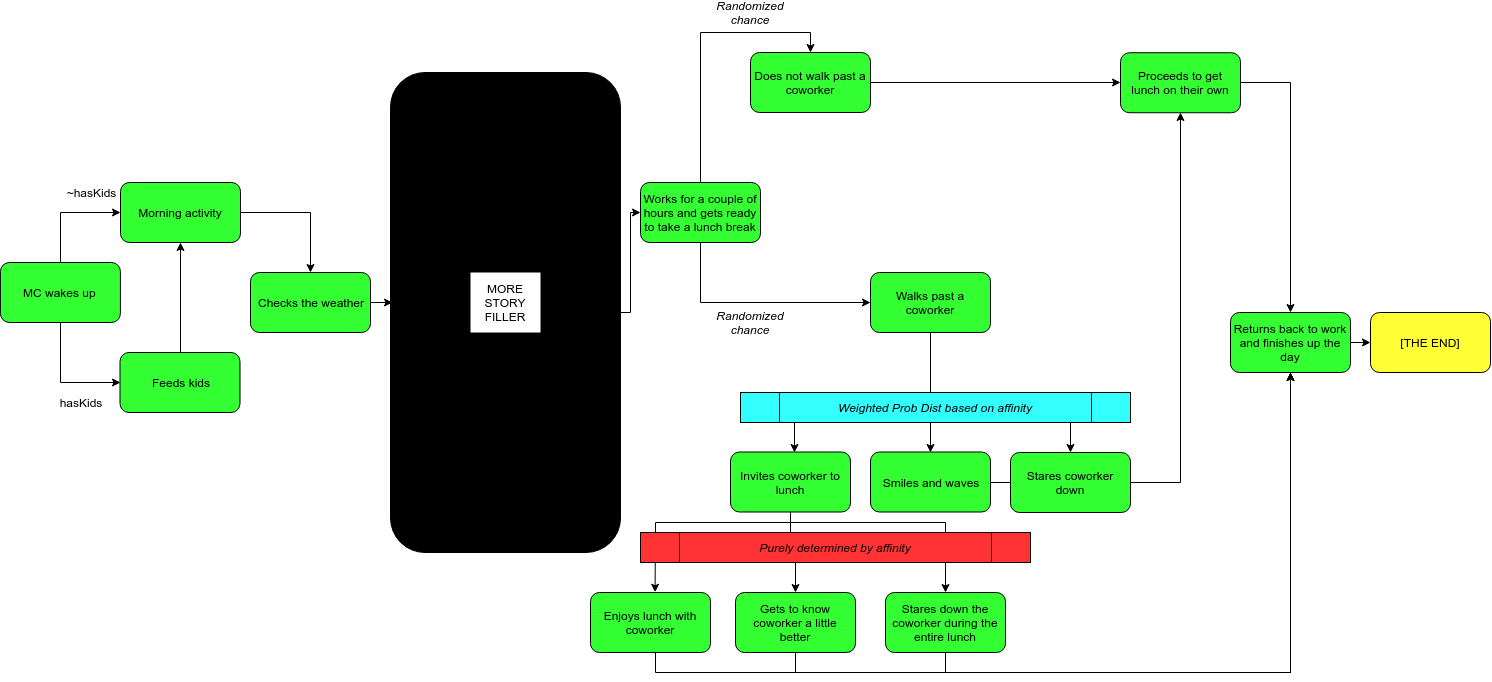 Randomized
chance
Does not walk past a
coworker
Proceeds to get
lunch on their own
~hasKids
Morning activity
Works for a couple of
hours and gets ready
to take a lunch break
MC wakes up
Checks the weather
MORE
STORY
FILLER
Walks past a
coworker
Randomized
chance
Returns back to work
and finishes up the
day
[THE END]
Feeds kids
hasKids
Weighted Prob Dist based on affinity
Invites coworker to
lunch
Smiles and waves
Stares coworker
down
Purely determined by affinity
Enjoys lunch with
coworker
Gets to know
coworker a little
better
Stares down the
coworker during the
entire lunch